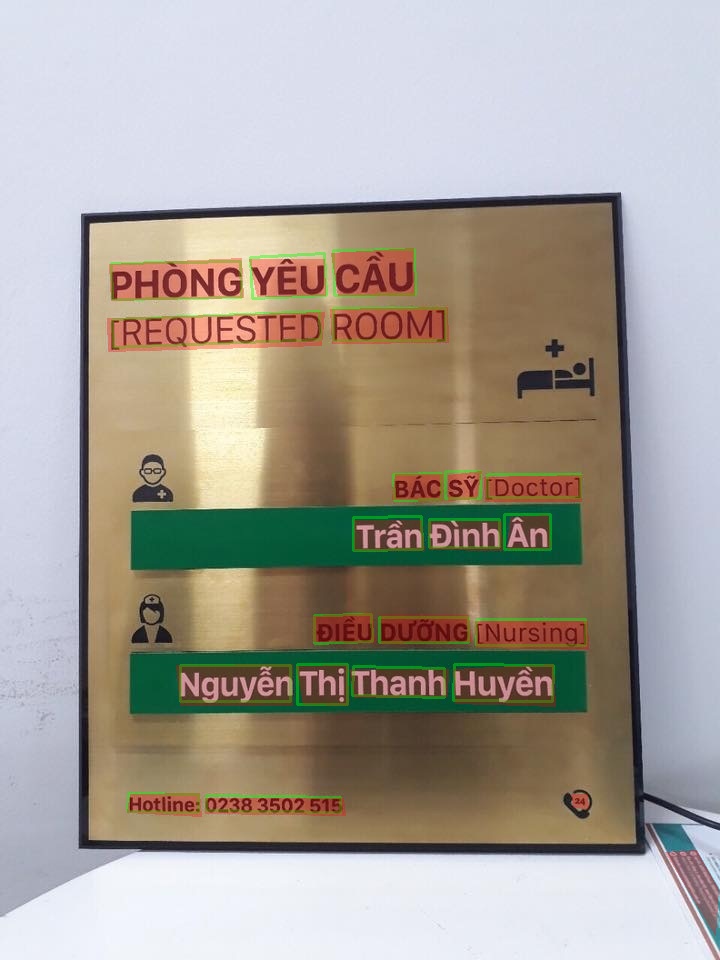 PHÒNG YÊU CẦU
[REQUESTED ROOM]
BÁC SỸ [Doctor]
Trần Đình Ân
ĐIỀU DƯỠNG [Nursing]
Nguyễn Thị Thanh Huyền
Hotline: 0238 3502 515
24